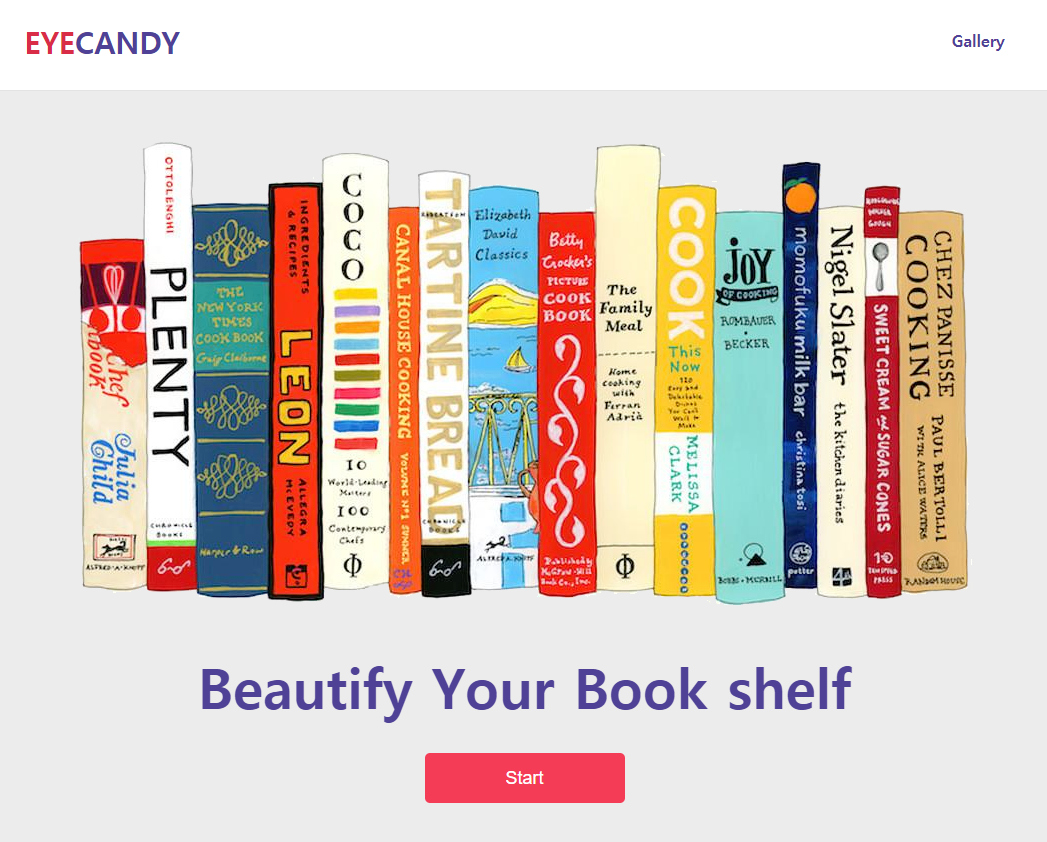 EYECANDY
Gallery
Chef
Julia
Child
ALFRED·A·KNOPF
OTTOLENGHI
PLENTY
CHRONICLE
BOOKS
THE
NEW YORK
TIMES
COOK BOOK
Craig Claiborne
Harper & Row
INGREDIENTS
& RECIPES
LEON
ALLEGRA
McEVEDY
COCO
10
World-Leading
Masters
100
Contemporary
Chefs
CANAL HOUSE COOKING
VOLUME Nº1 SUMMER
ROBERTSON
TARTINE BREAD
CHRONICLE
BOOKS
Elizabeth
David
Classics
ALFRED A. KNOPF
Betty
Crocker's
PICTURE
COOK
BOOK
Published by
McGraw-Hill
Book Co., Inc.
The
Family
Meal
Home
cooking
with
Ferran
Adrià
COOK
This
Now
120
Easy and
Delectable
Dishes
You Can't
Wait to
Make
MELISSA
CLARK
JOY
OF COOKING
ROMBAUER
•
BECKER
BOBBS-MERRILL
momofuku milk bar
christina tosi
potter
Nigel Slater
the kitchen diaries
4th
SWEET CREAM and SUGAR CONES
10
TEN SPEED
PRESS
CHEZ PANISSE
COOKING
PAUL BERTOLLI
WITH ALICE WATERS
RANDOM HOUSE
Beautify Your Book shelf
Start